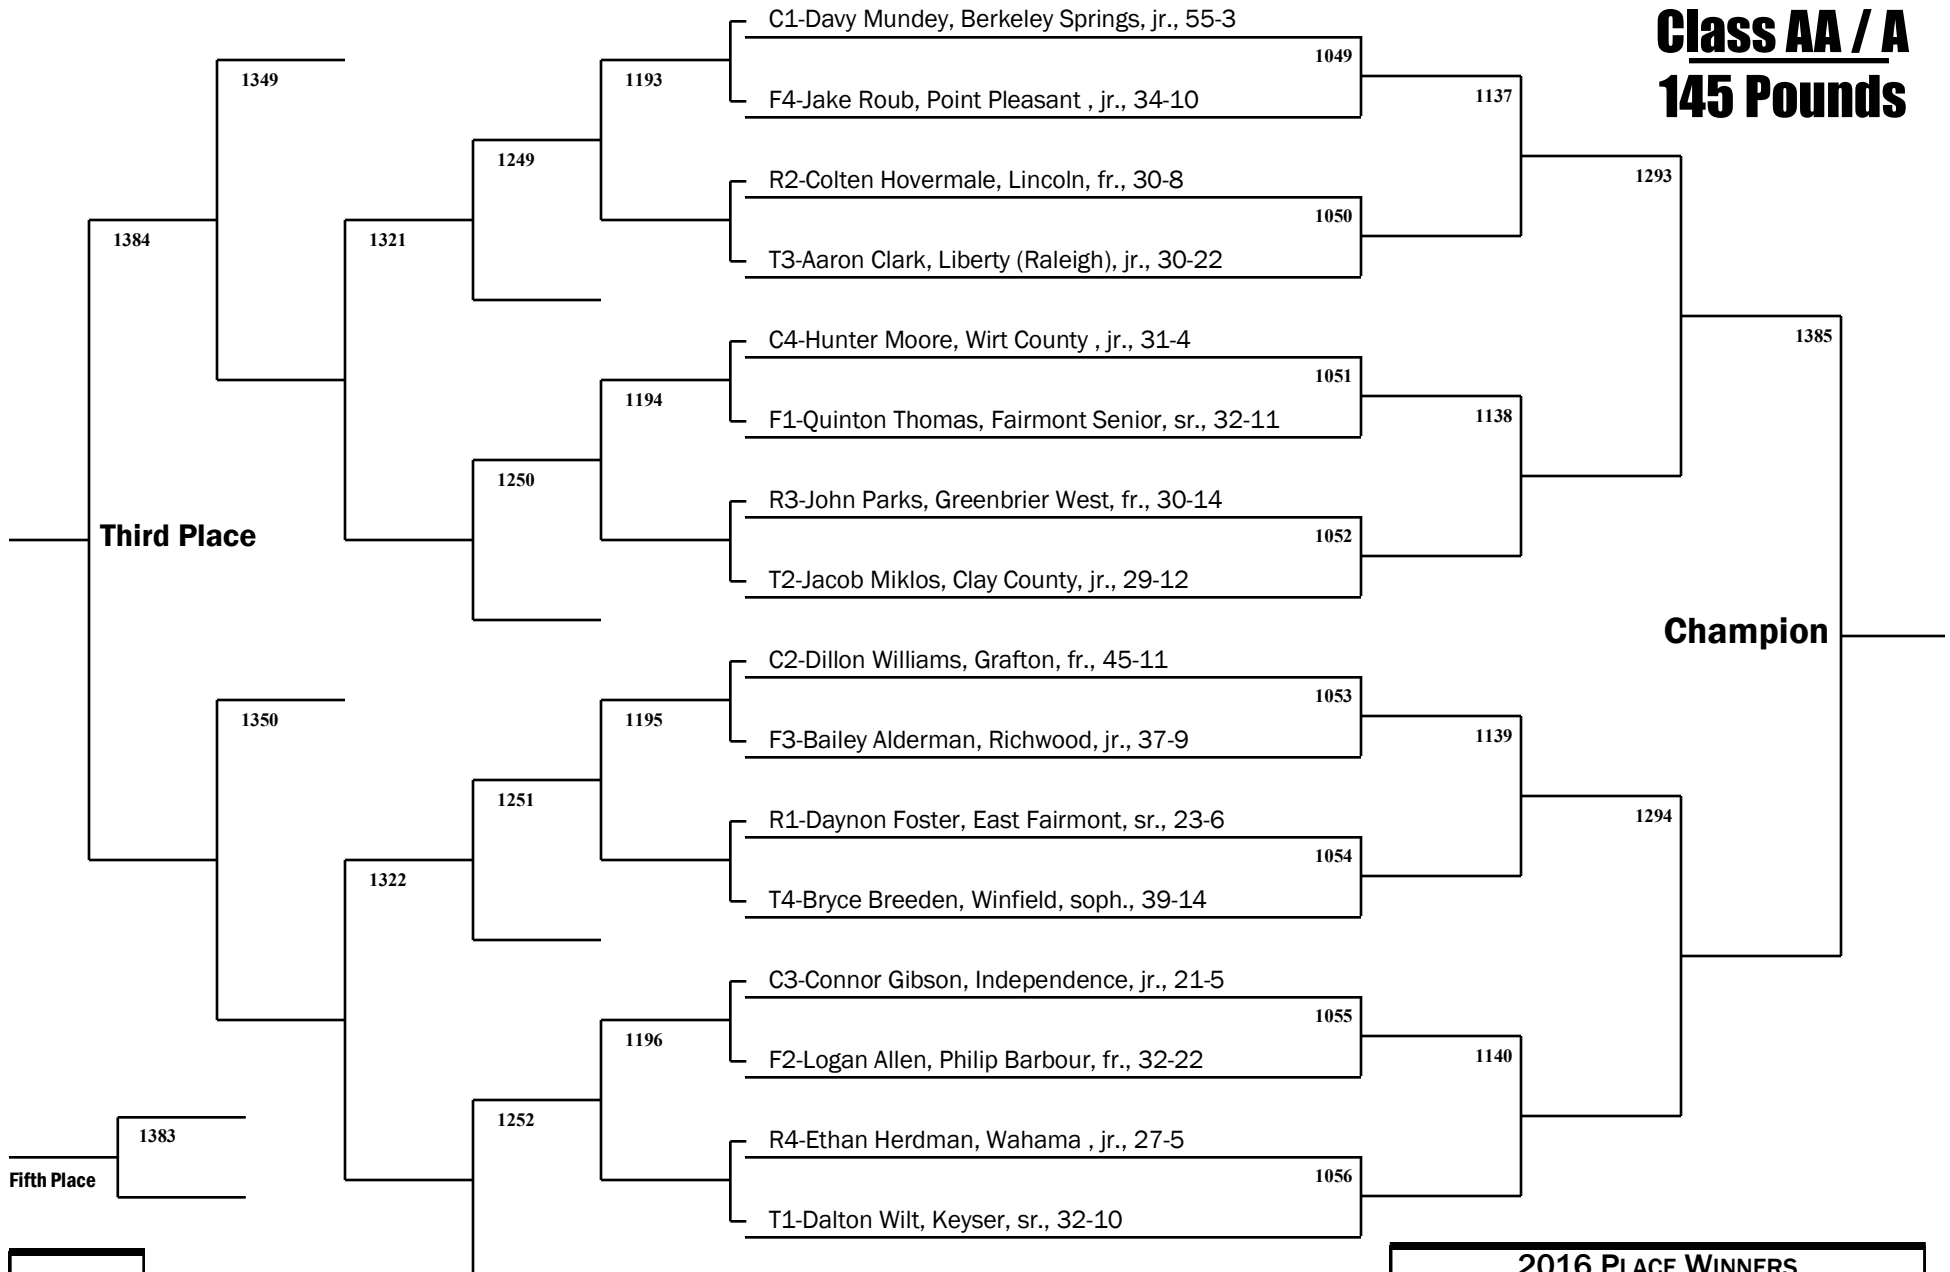 Class AA / A
145 Pounds
C1-Davy Mundey, Berkeley Springs, jr., 55-3
1049
F4-Jake Roub, Point Pleasant , jr., 34-10
R2-Colten Hovermale, Lincoln, fr., 30-8
1050
T3-Aaron Clark, Liberty (Raleigh), jr., 30-22
C4-Hunter Moore, Wirt County , jr., 31-4
1051
F1-Quinton Thomas, Fairmont Senior, sr., 32-11
R3-John Parks, Greenbrier West, fr., 30-14
1052
T2-Jacob Miklos, Clay County, jr., 29-12
C2-Dillon Williams, Grafton, fr., 45-11
1053
F3-Bailey Alderman, Richwood, jr., 37-9
R1-Daynon Foster, East Fairmont, sr., 23-6
1054
T4-Bryce Breeden, Winfield, soph., 39-14
C3-Connor Gibson, Independence, jr., 21-5
1055
F2-Logan Allen, Philip Barbour, fr., 32-22
R4-Ethan Herdman, Wahama , jr., 27-5
1056
T1-Dalton Wilt, Keyser, sr., 32-10
1137
1138
1139
1140
1293
1294
1385
Champion
1193
1194
1195
1196
1249
1250
1251
1252
1321
1322
1349
1350
1384
Third Place
1383
Fifth Place
2016 PLACE WINNERS